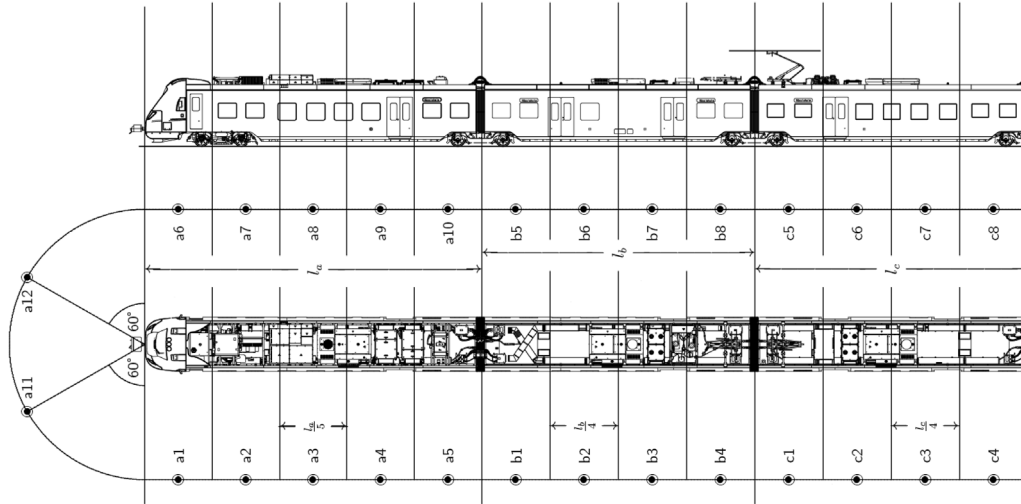 a6 a7 a8 a9 a10 b5 b6 b7 b8 c5 c6 c7 c8
l_a l_b l_c
a12
60°
60°
a11
l_a/5 l_b/4 l_c/4
a1 a2 a3 a4 a5 b1 b2 b3 b4 c1 c2 c3 c4